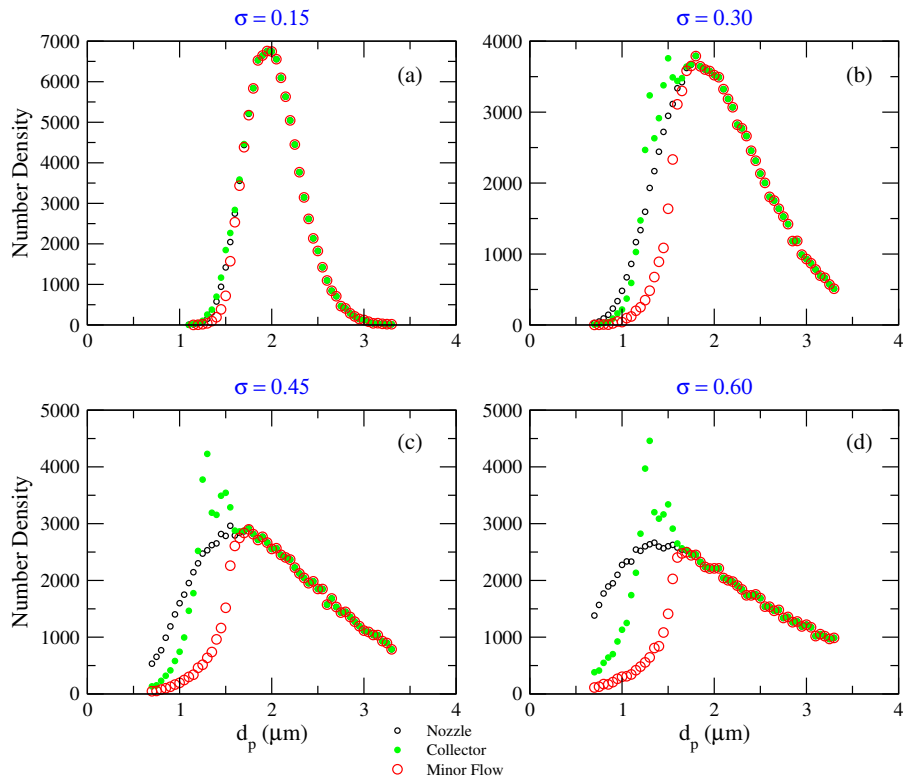 σ = 0.15
σ = 0.30
(a)
(b)
Number Density
7000
6000
5000
4000
3000
2000
1000
0
0 1 2 3 4
4000
3000
2000
1000
0
0 1 2 3 4
σ = 0.45
σ = 0.60
(c)
(d)
Number Density
5000
4000
3000
2000
1000
0
0 1 2 3 4
5000
4000
3000
2000
1000
0
0 1 2 3 4
d_p (μm)
d_p (μm)
Nozzle
Collector
Minor Flow